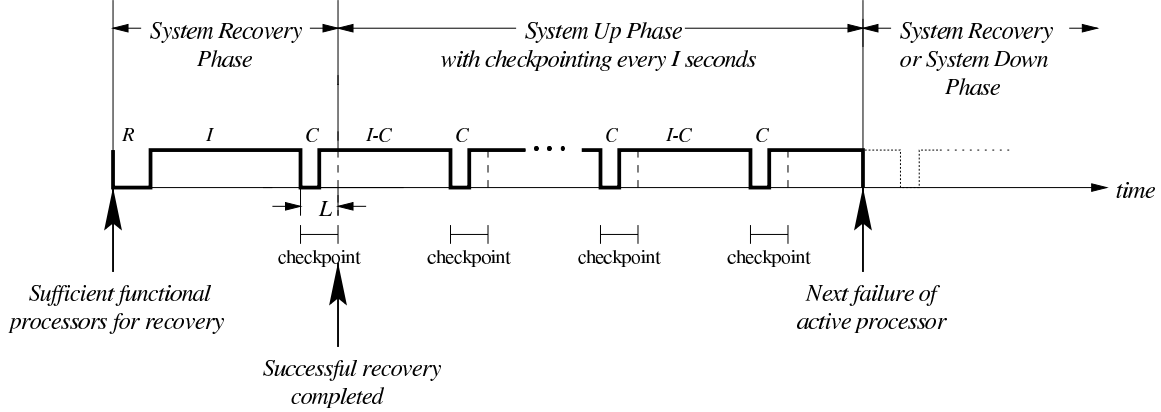 System Recovery
Phase
System Up Phase
with checkpointing every I seconds
System Recovery
or System Down
Phase
R
I
C
I-C
C
C
I-C
C
time
L
checkpoint
checkpoint
checkpoint
checkpoint
Sufficient functional
processors for recovery
Next failure of
active processor
Successful recovery
completed